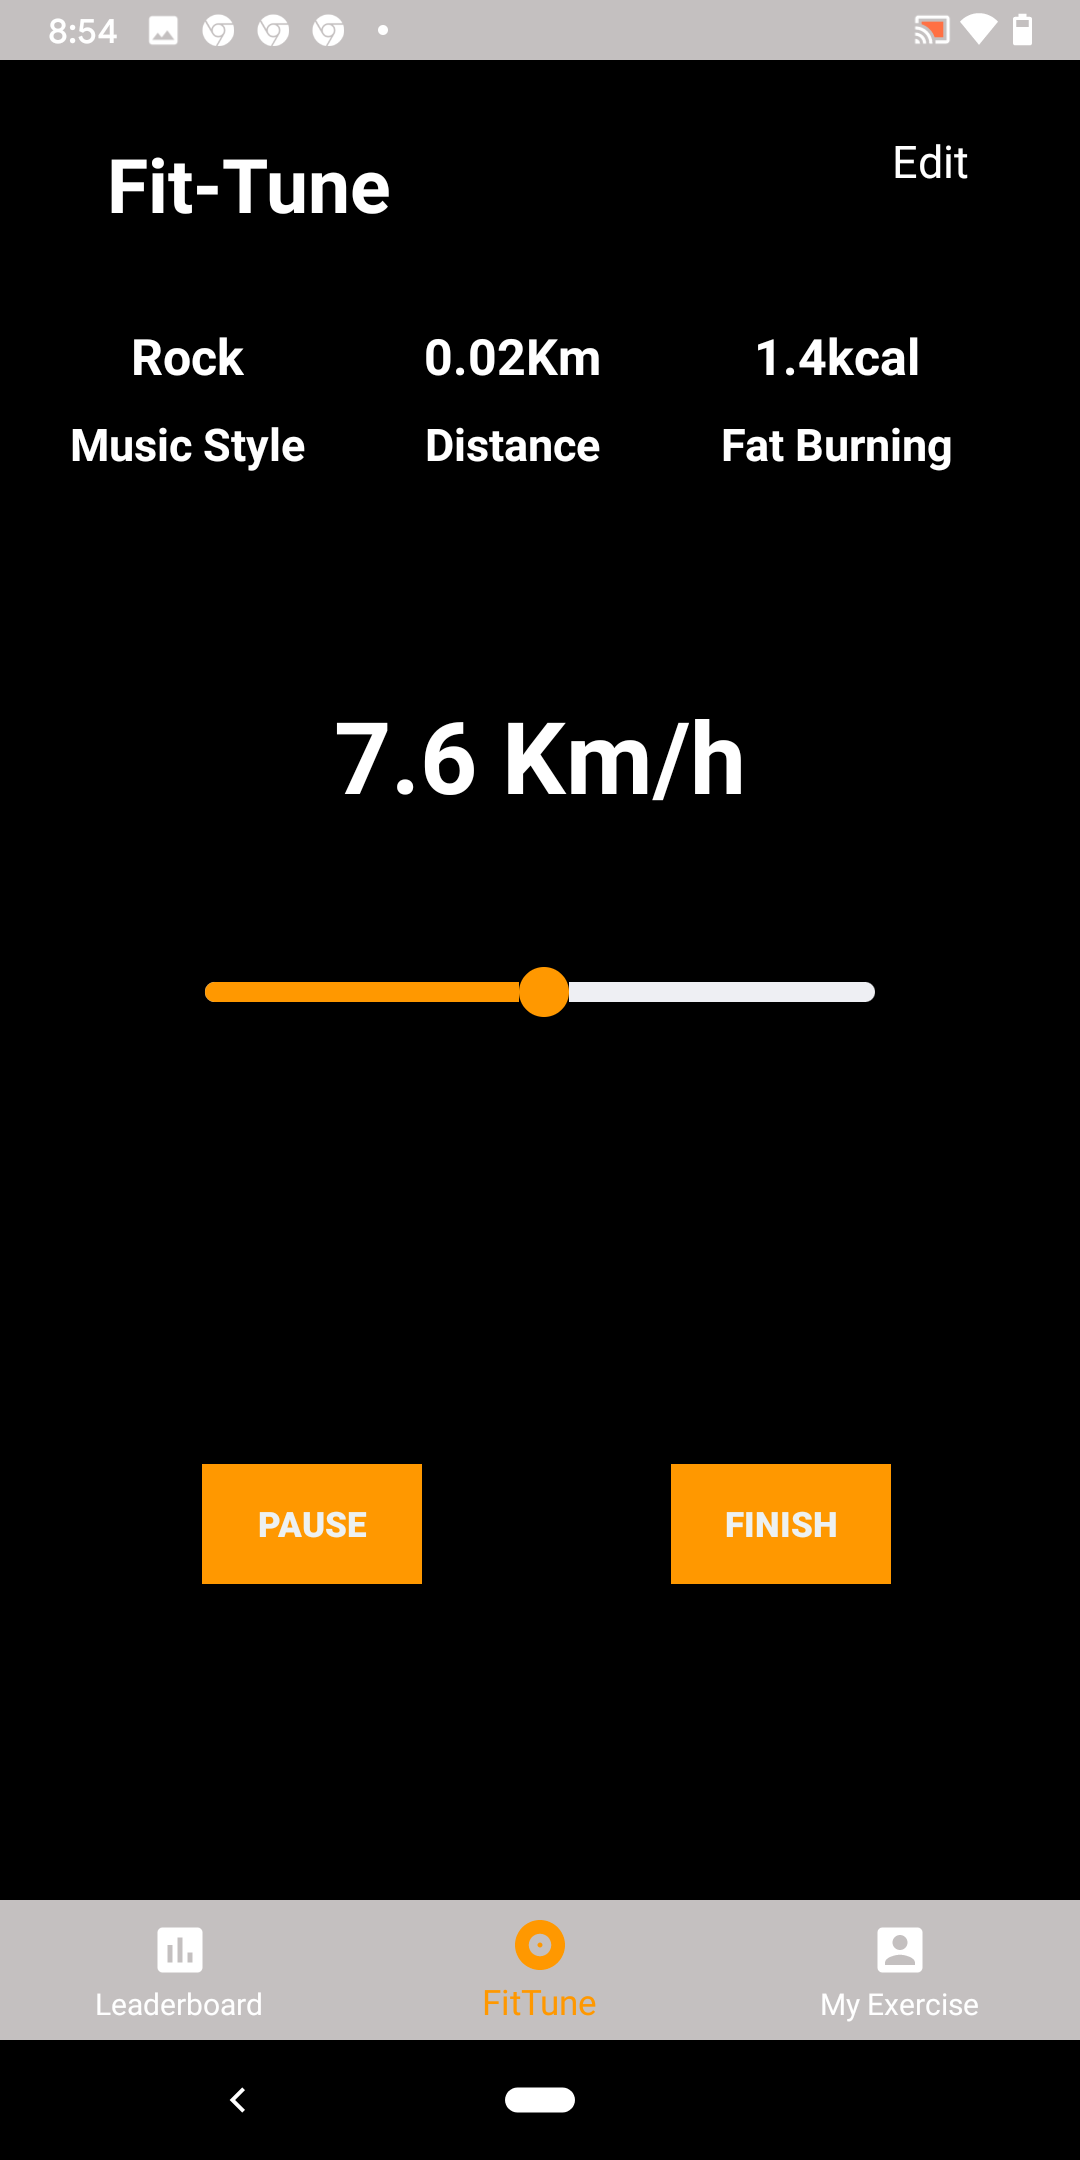 8:54
Fit-Tune
Edit
Rock 0.02Km 1.4kcal
Music Style Distance Fat Burning
7.6 Km/h
PAUSE FINISH
Leaderboard FitTune My Exercise